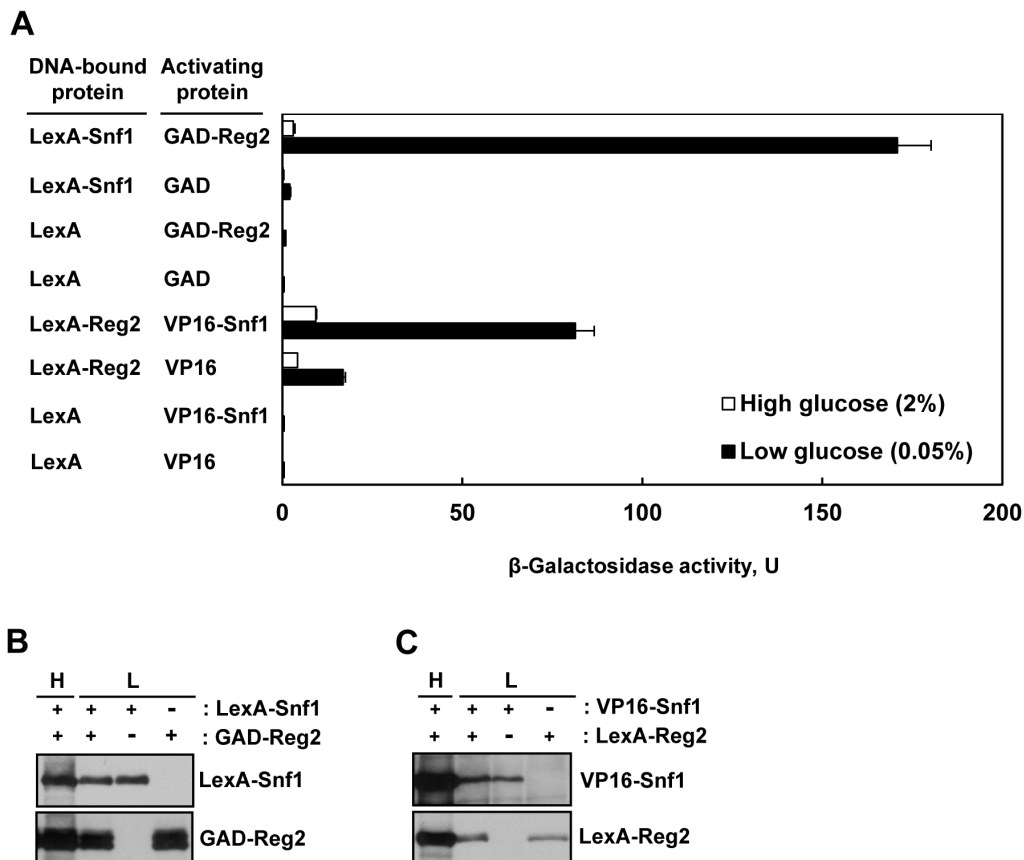 A
DNA-bound protein Activating protein
LexA-Snf1 GAD-Reg2
LexA-Snf1 GAD
LexA GAD-Reg2
LexA GAD
LexA-Reg2 VP16-Snf1
LexA-Reg2 VP16
LexA VP16-Snf1
LexA VP16
High glucose (2%)
Low glucose (0.05%)
0 50 100 150 200
β-Galactosidase activity, U
B
H L
+ + + - : LexA-Snf1
+ + - + : GAD-Reg2
LexA-Snf1
GAD-Reg2
C
H L
+ + + - : VP16-Snf1
+ + - + : LexA-Reg2
VP16-Snf1
LexA-Reg2